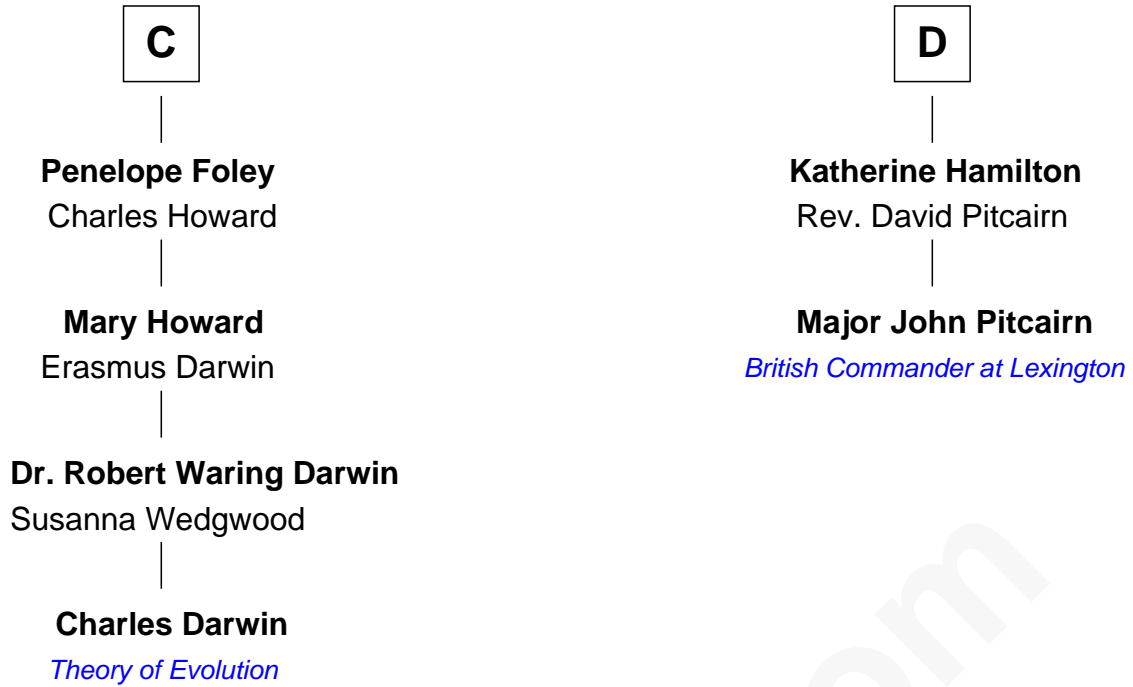 C
Penelope Foley
Charles Howard
Mary Howard
Erasmus Darwin
Dr. Robert Waring Darwin
Susanna Wedgwood
Charles Darwin
Theory of Evolution
D
Katherine Hamilton
Rev. David Pitcairn
Major John Pitcairn
British Commander at Lexington
om